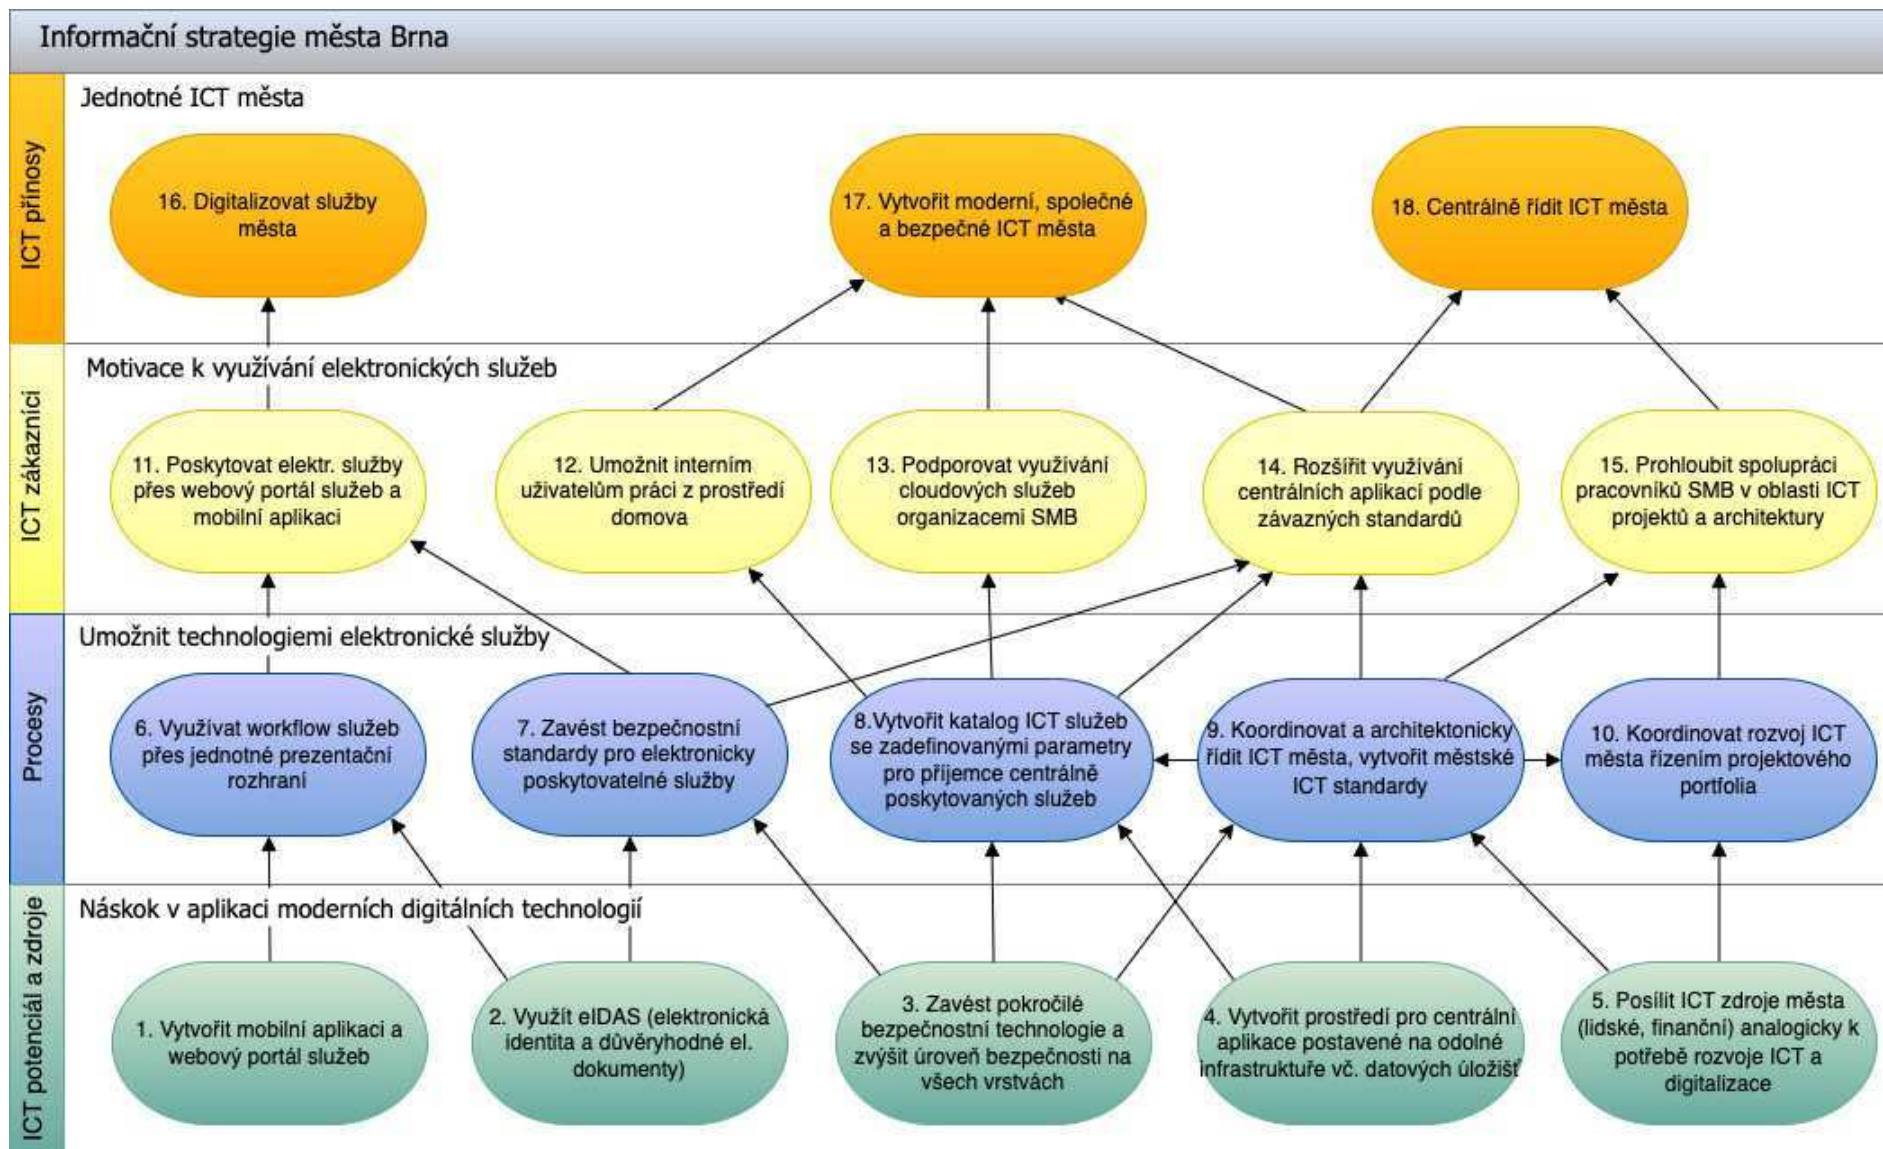 Informační strategie města Brna
ICT přínosy
Jednotné ICT města
16. Digitalizovat služby
města
17. Vytvořit moderní, společné
a bezpečné ICT města
18. Centrálně řídit ICT města
ICT zákazníci
Motivace k využívání elektronických služeb
11. Poskytovat elektr. služby
přes webový portál služeb a
mobilní aplikaci
12. Umožnit interním
uživatelům práci z prostředí
domova
13. Podporovat využívání
cloudových služeb
organizacemi SMB
14. Rozšířit využívání
centrálních aplikací podle
závazných standardů
15. Prohloubit spolupráci
pracovníků SMB v oblasti ICT
projektů a architektury
Procesy
Umožnit technologiemi elektronické služby
6. Využívat workflow služeb
přes jednotné prezentační
rozhraní
7. Zavést bezpečnostní
standardy pro elektronicky
poskytovatelné služby
8.Vytvořit katalog ICT služeb
se zadefinovanými parametry
pro příjemce centrálně
poskytovaných služeb
9. Koordinovat a architektonicky
řídit ICT města, vytvořit městské
ICT standardy
10. Koordinovat rozvoj ICT
města řízením projektového
portfolia
ICT potenciál a zdroje
Náskok v aplikaci moderních digitálních technologií
1. Vytvořit mobilní aplikaci a
webový portál služeb
2. Využít eIDAS (elektronická
identita a důvěryhodné el.
dokumenty)
3. Zavést pokročilé
bezpečnostní technologie a
zvýšit úroveň bezpečnosti na
všech vrstvách
4. Vytvořit prostředí pro centrální
aplikace postavené na odolné
infrastruktuře vč. datových úložišť
5. Posílit ICT zdroje města
(lidské, finanční) analogicky k
potřebě rozvoje ICT a
digitalizace